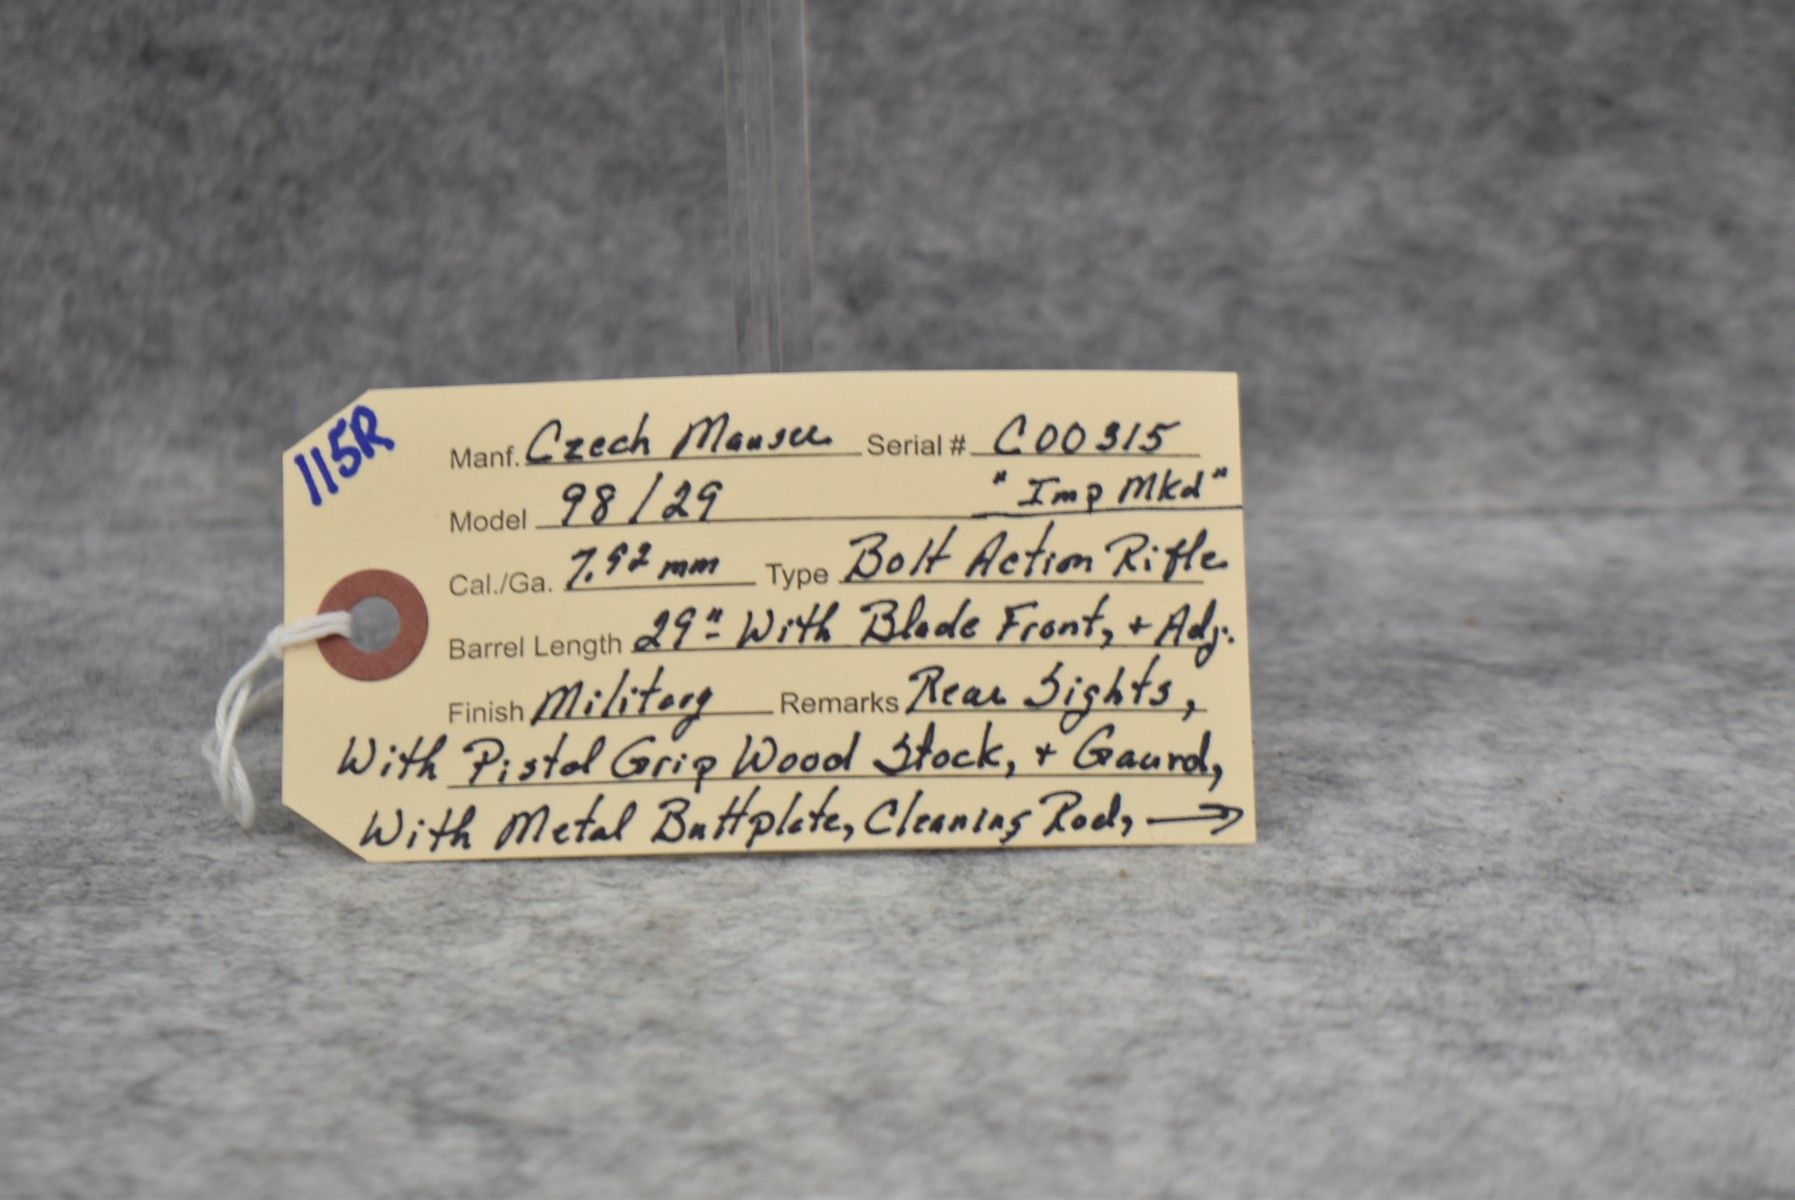 115R
Manf. Czech Mauser Serial # C00315
Model 98/29 "Imp Mkd"
Cal./Ga. 7.92 mm Type Bolt Action Rifle
Barrel Length 29" With Blade Front, + Adj.
Finish Military Remarks Rear Sights,
With Pistol Grip Wood Stock, + Gaurd,
With Metal Buttplate, Cleaning Rod, →